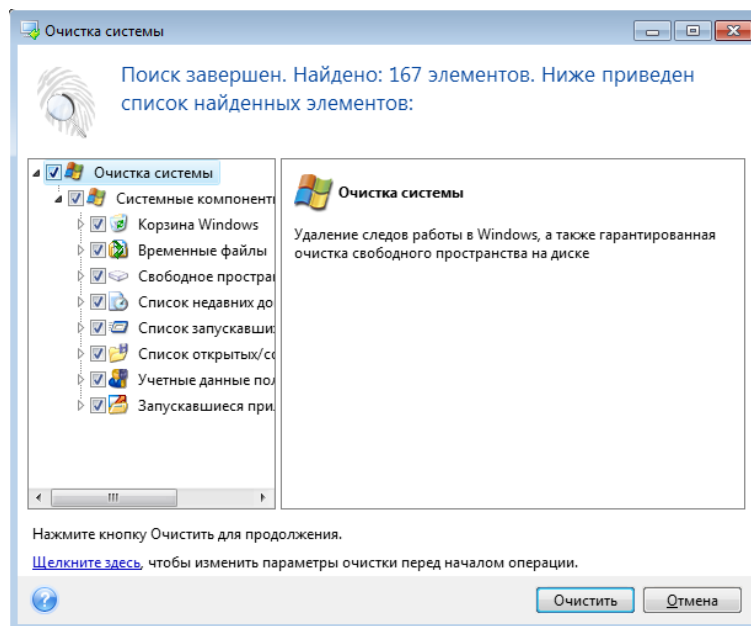 Очистка системы
Поиск завершен. Найдено: 167 элементов. Ниже приведен
список найденных элементов:
Очистка системы
Системные компонент
Корзина Windows
Временные файлы
Свободное простра
Список недавних до
Список запускавши
Список открытых/с
Учетные данные пол
Запускавшиеся при
Очистка системы
Удаление следов работы в Windows, а также гарантированная
очистка свободного пространства на диске
Нажмите кнопку Очистить для продолжения.
Щелкните здесь, чтобы изменить параметры очистки перед началом операции.
Очистить
Отмена